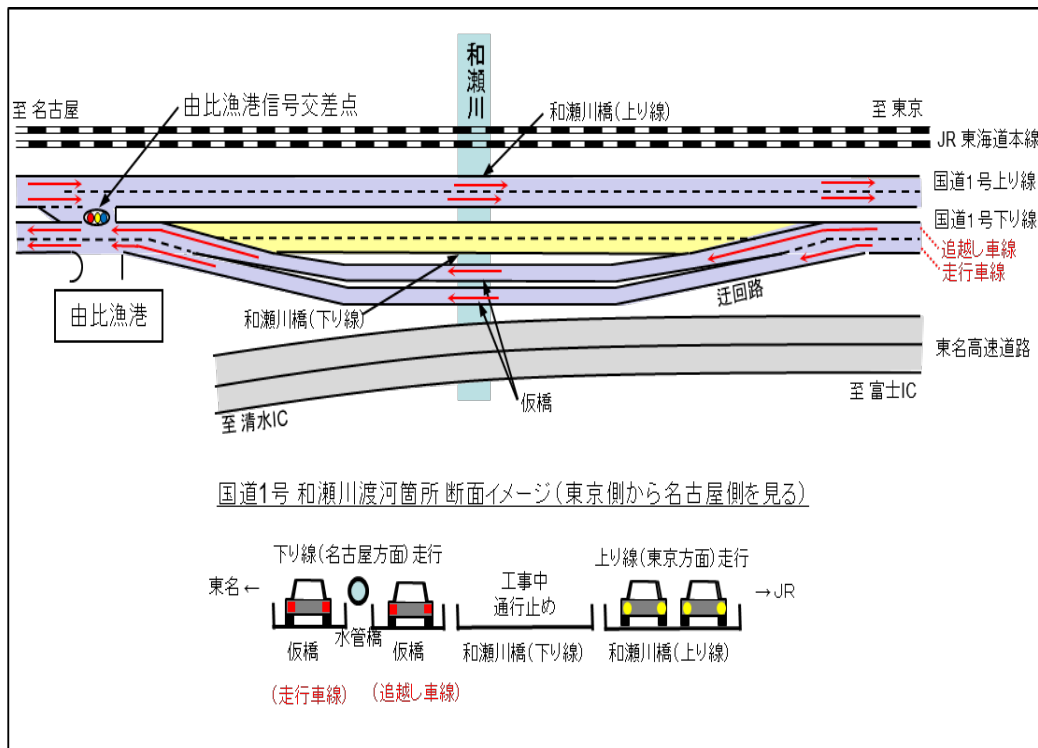 和瀬川
至 名古屋
由比漁港信号交差点
和瀬川橋(上り線)
至 東京
JR 東海道本線
国道1号上り線
国道1号下り線
追越し車線
走行車線
迂回路
由比漁港
和瀬川橋(下り線)
東名高速道路
仮橋
至 富士IC
至 清水IC
国道1号 和瀬川渡河箇所 断面イメージ(東京側から名古屋側を見る)
下り線(名古屋方面)走行
上り線(東京方面)走行
東名←
工事中
通行止め
→JR
水管橋
仮橋
仮橋
和瀬川橋(下り線)
和瀬川橋(上り線)
(走行車線)
(追越し車線)